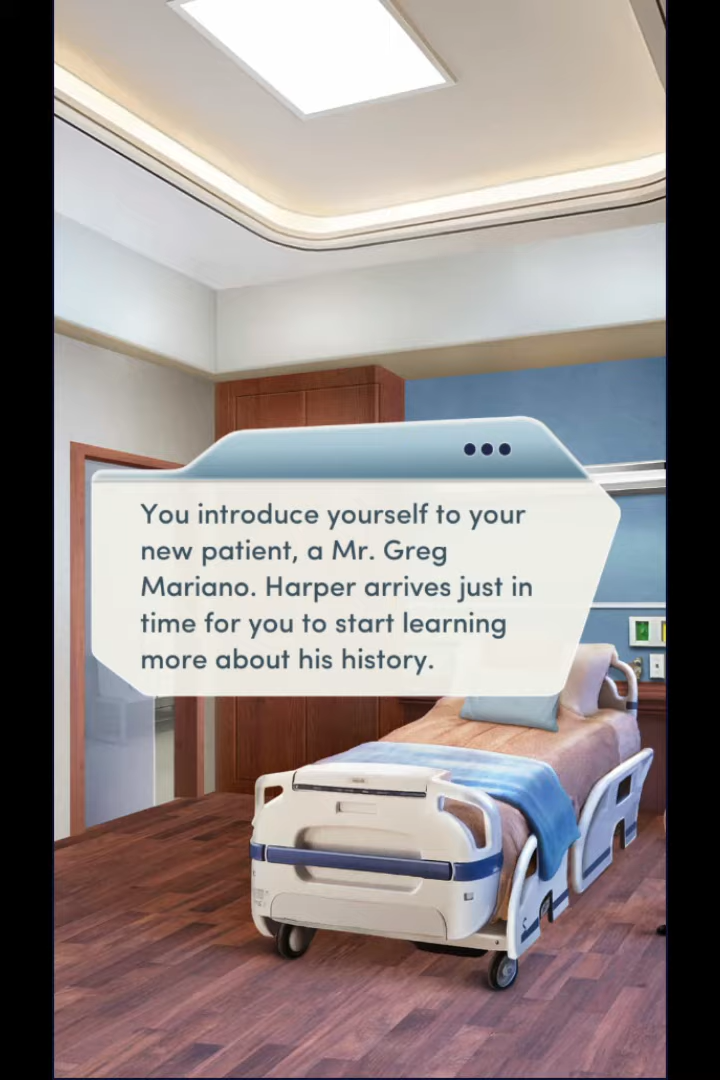 You introduce yourself to your
new patient, a Mr. Greg
Mariano. Harper arrives just in
time for you to start learning
more about his history.